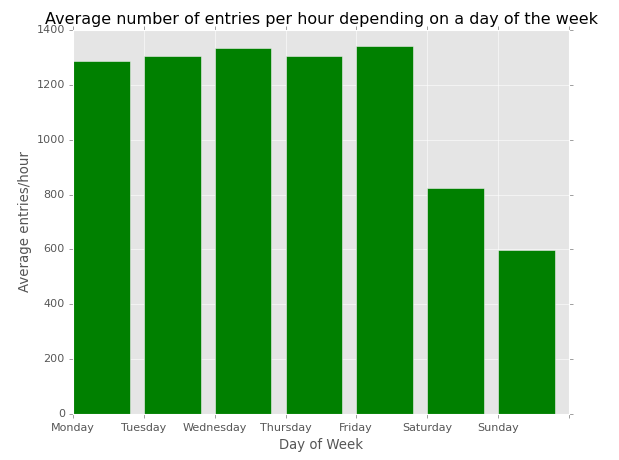 Average number of entries per hour depending on a day of the week
1400
1200
1000
800
600
400
200
0
Average entries/hour
Monday Tuesday Wednesday Thursday Friday Saturday Sunday
Day of Week